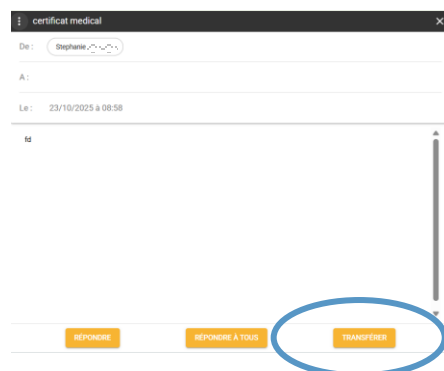 certificat medical
De : Stephanie
A :
Le : 23/10/2025 à 08:58
fd
RÉPONDRE RÉPONDRE À TOUS TRANSFÉRER